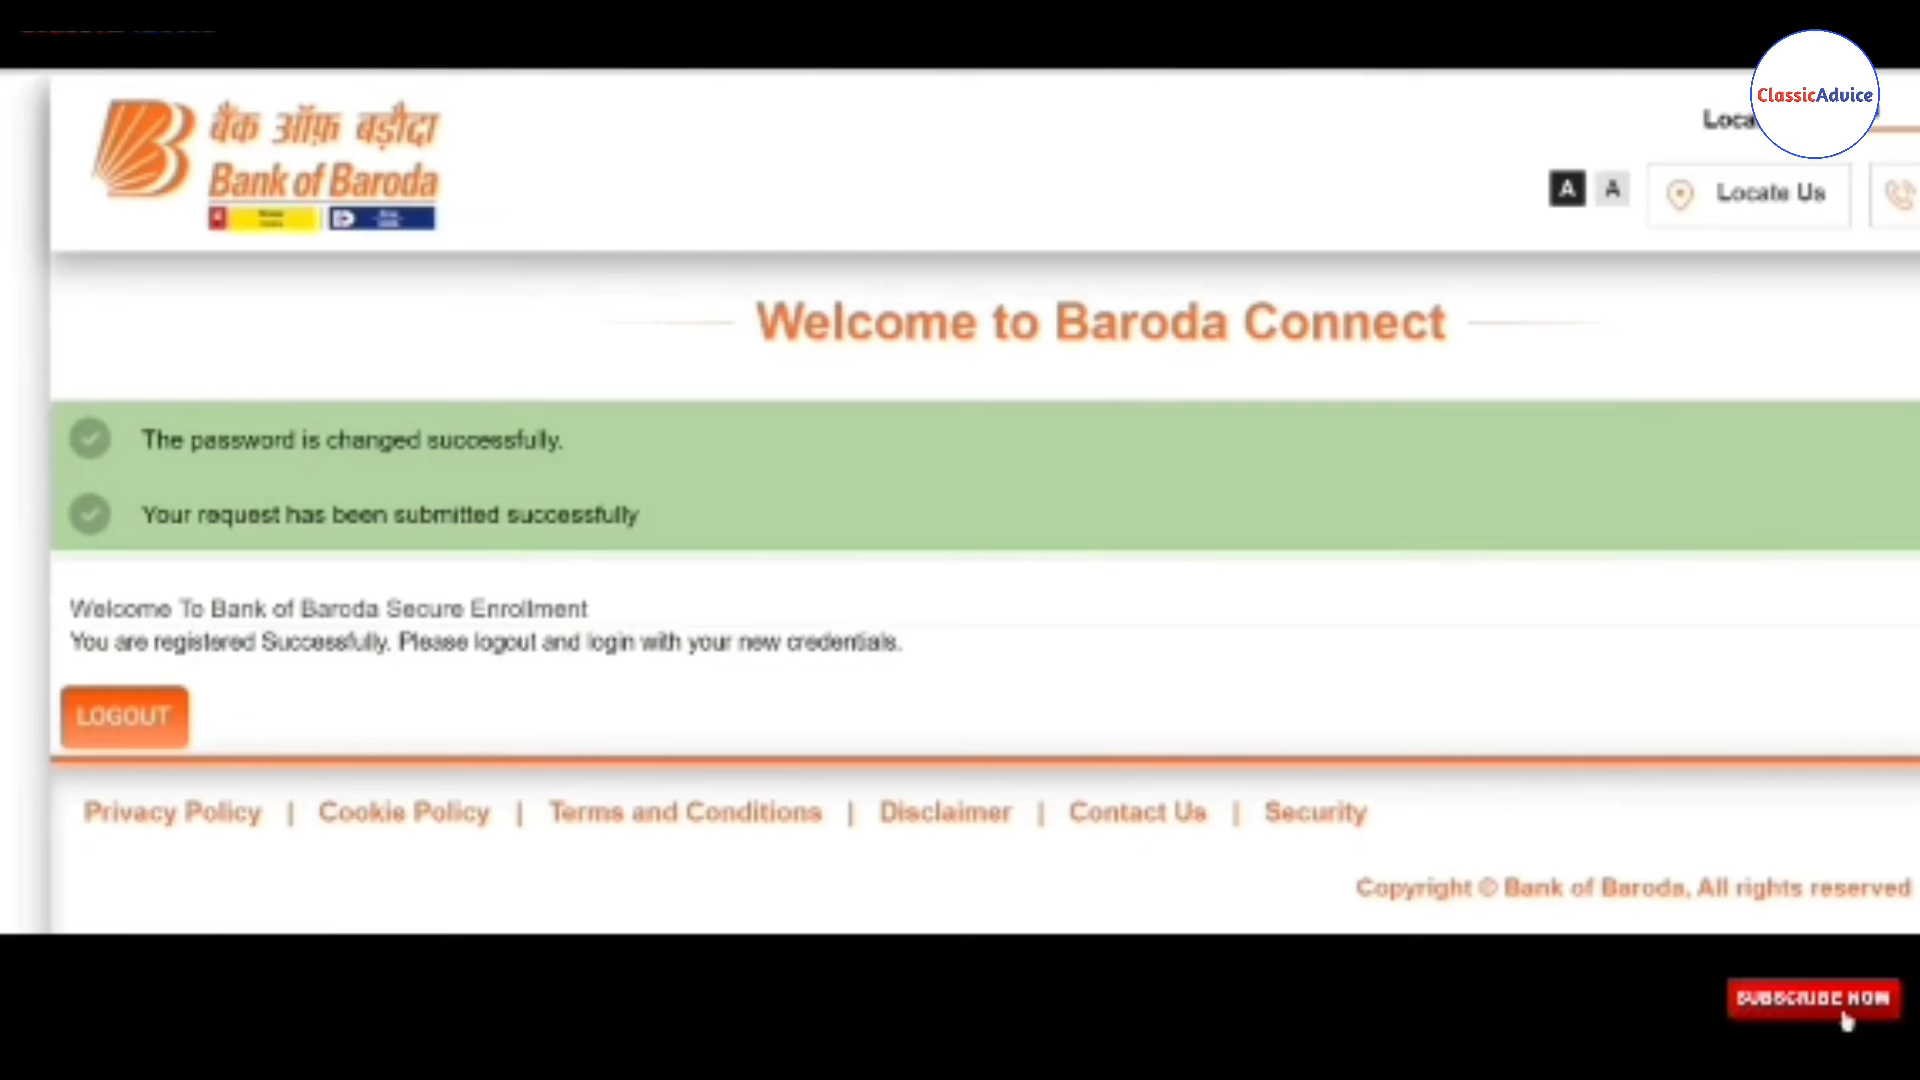 ClassicAdvice
बैंक ऑफ़ बड़ौदा
Bank of Baroda
A A Locate Us
Welcome to Baroda Connect
The password is changed successfully.
Your request has been submitted successfully
Welcome To Bank of Baroda Secure Enrollment
You are registered Successfully. Please logout and login with your new credentials.
LOGOUT
Privacy Policy | Cookie Policy | Terms and Conditions | Disclaimer | Contact Us | Security
Copyright © Bank of Baroda, All rights reserved
SUBSCRIBE NOW